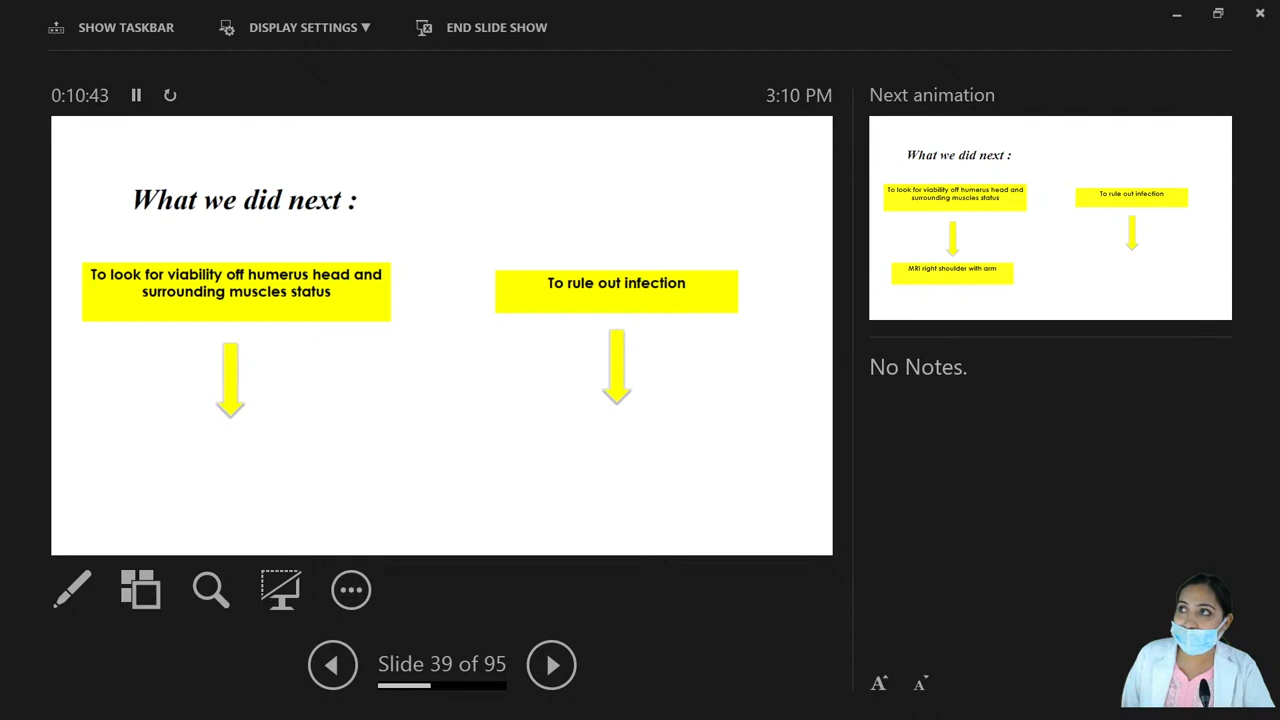 SHOW TASKBAR
DISPLAY SETTINGS ▼
END SLIDE SHOW
0:10:43
3:10 PM
What we did next :
To look for viability off humerus head and
surrounding muscles status
To rule out infection
Next animation
What we did next :
To look for viability off humerus head and
surrounding muscles status
To rule out infection
MRI right shoulder with arm
No Notes.
Slide 39 of 95
A A